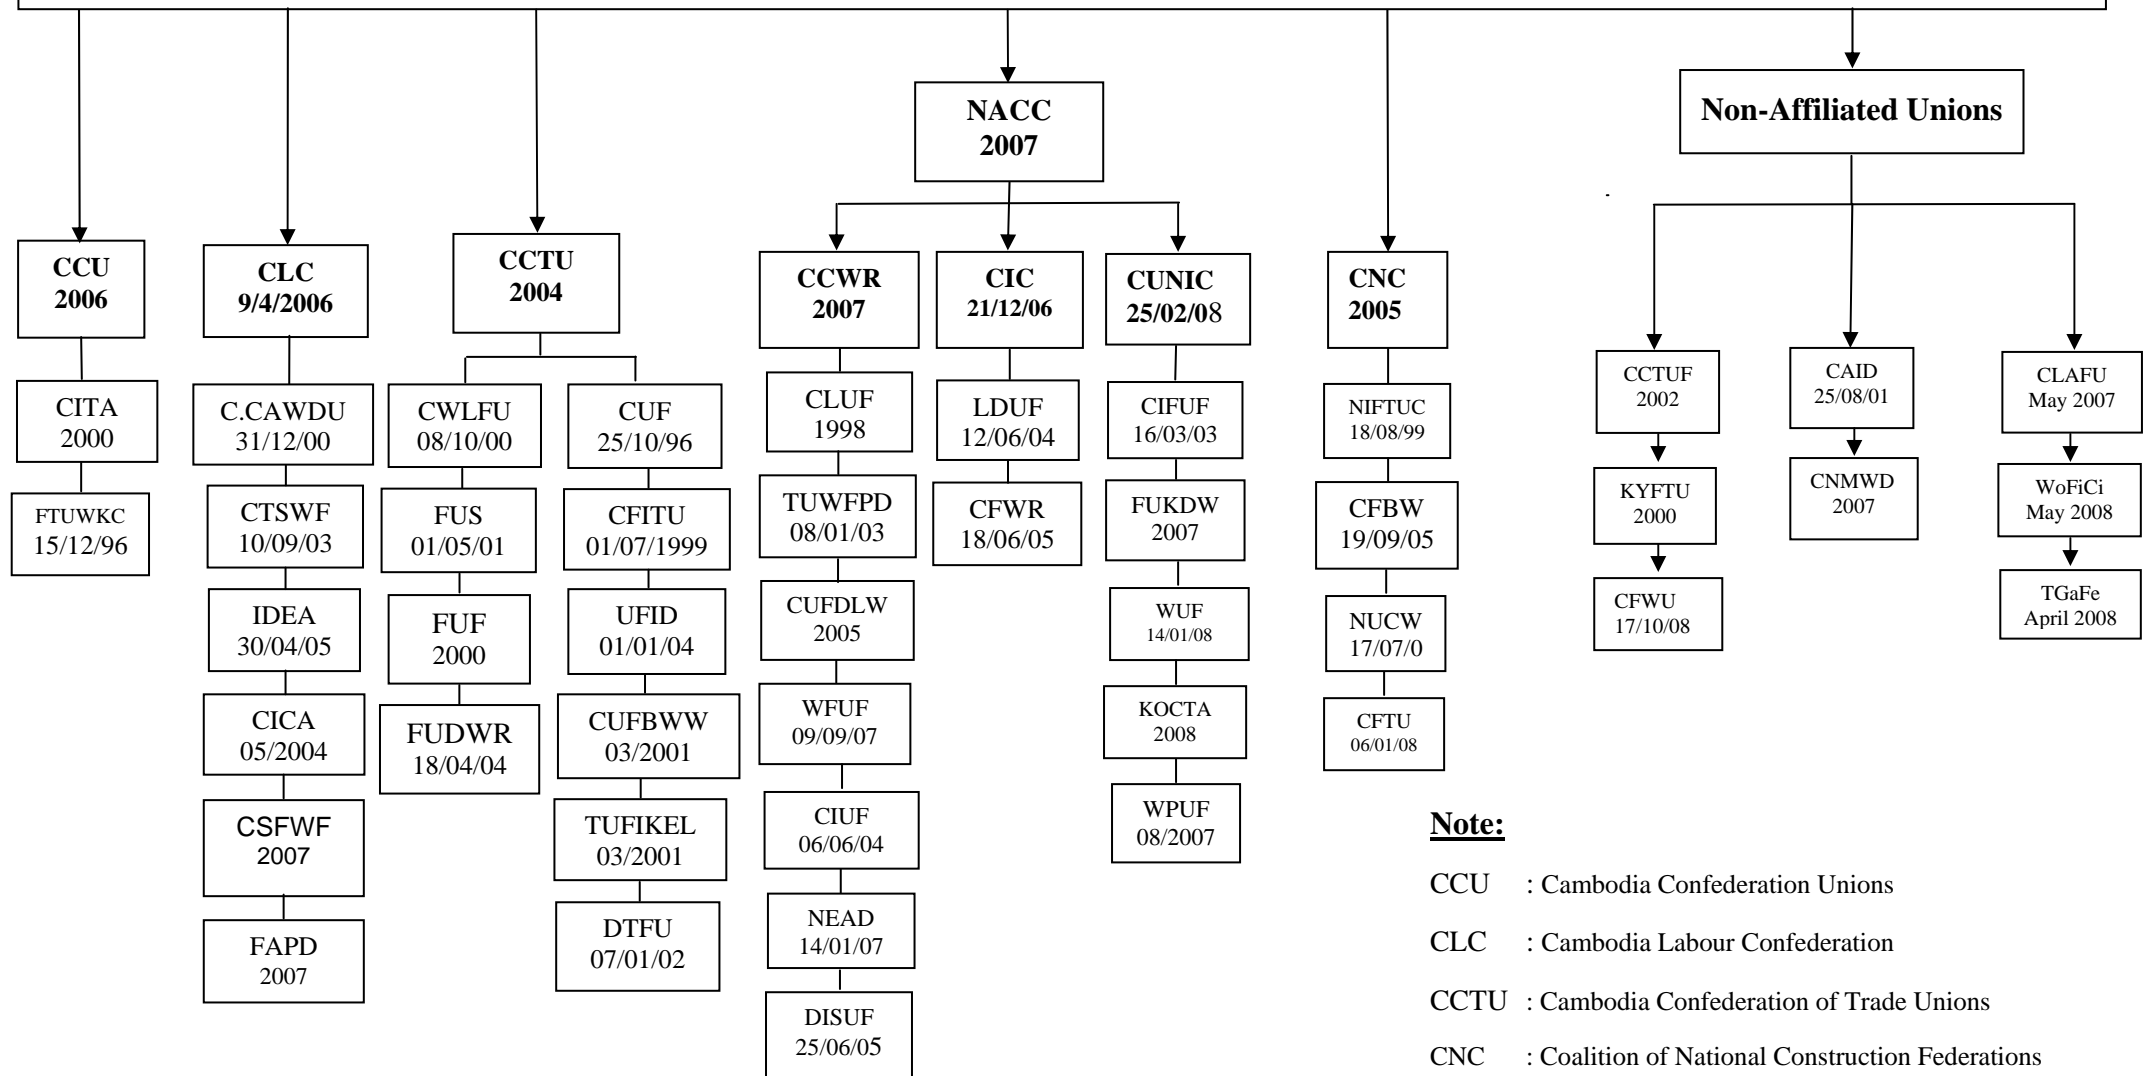 NACC
2007
Non-Affiliated Unions
CCU
2006
CLC
9/4/2006
CCTU
2004
CCWR
2007
CIC
21/12/06
CUNIC
25/02/08
CNC
2005
CITA
2000
FTUWKC
15/12/96
C.CAWDU
31/12/00
CTSWF
10/09/03
IDEA
30/04/05
CICA
05/2004
CSFWF
2007
FAPD
2007
CWLFU
08/10/00
FUS
01/05/01
FUF
2000
FUDWR
18/04/04
CUF
25/10/96
CFITU
01/07/1999
UFID
01/01/04
CUFBWW
03/2001
TUFIKEL
03/2001
DTFU
07/01/02
CLUF
1998
TUWFPD
08/01/03
CUFDLW
2005
WFUF
09/09/07
CIUF
06/06/04
NEAD
14/01/07
DISUF
25/06/05
LDUF
12/06/04
CFWR
18/06/05
CIFUF
16/03/03
FUKDW
2007
WUF
14/01/08
KOCTA
2008
WPUF
08/2007
NIFTUC
18/08/99
CFBW
19/09/05
NUCW
17/07/0
CFTU
06/01/08
CCTUF
2002
KYFTU
2000
CFWU
17/10/08
CAID
25/08/01
CNMWD
2007
CLAFU
May 2007
WoFiCi
May 2008
TGaFe
April 2008
Note:
CCU : Cambodia Confederation Unions
CLC : Cambodia Labour Confederation
CCTU : Cambodia Confederation of Trade Unions
CNC : Coalition of National Construction Federations